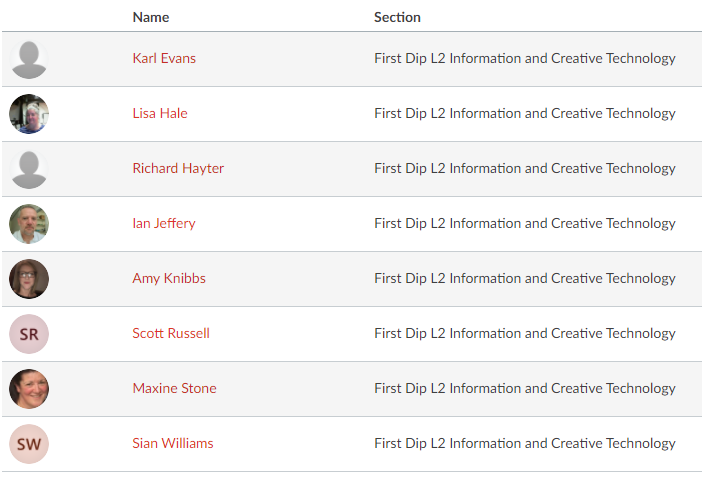 Name Section
Karl Evans First Dip L2 Information and Creative Technology
Lisa Hale First Dip L2 Information and Creative Technology
Richard Hayter First Dip L2 Information and Creative Technology
Ian Jeffery First Dip L2 Information and Creative Technology
Amy Knibbs First Dip L2 Information and Creative Technology
SR Scott Russell First Dip L2 Information and Creative Technology
Maxine Stone First Dip L2 Information and Creative Technology
SW Sian Williams First Dip L2 Information and Creative Technology